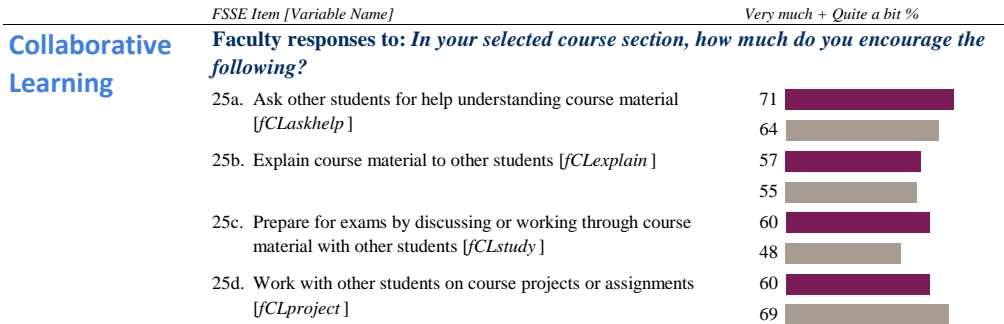 FSSE Item [Variable Name] Very much + Quite a bit %
Collaborative Learning
Faculty responses to: In your selected course section, how much do you encourage the
following?
25a. Ask other students for help understanding course material 71
[fCLaskhelp ] 64
25b. Explain course material to other students [fCLexplain ] 57
55
25c. Prepare for exams by discussing or working through course 60
material with other students [fCLstudy ] 48
25d. Work with other students on course projects or assignments 60
[fCLproject ] 69